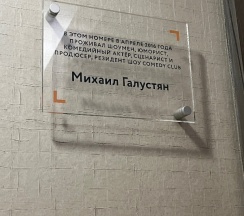 В ЭТОМ НОМЕРЕ В АПРЕЛЕ 2016 ГОДА
ПРОЖИВАЛ ШОУМЕН, ЮМОРИСТ,
КОМЕДИЙНЫЙ АКТЁР, СЦЕНАРИСТ И
ПРОДЮСЕР, РЕЗИДЕНТ ШОУ COMEDY CLUB
Михаил Галустян